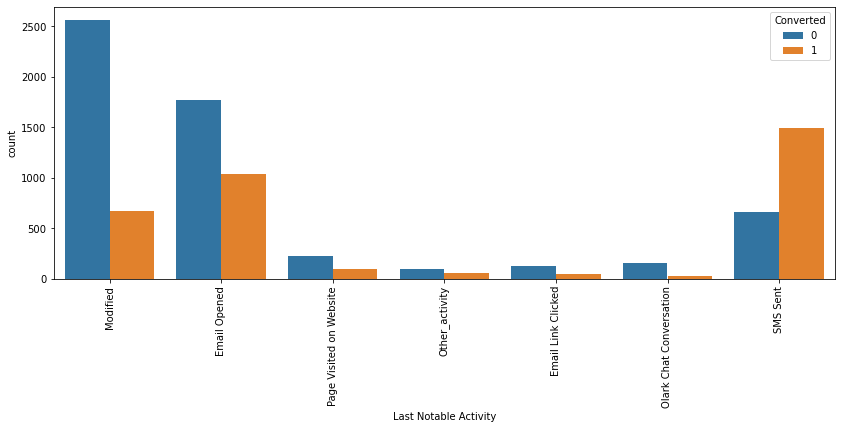 Converted
0
1
2500
2000
1500
1000
500
0
count
Modified
Email Opened
Page Visited on Website
Other_activity
Email Link Clicked
Olark Chat Conversation
SMS Sent
Last Notable Activity